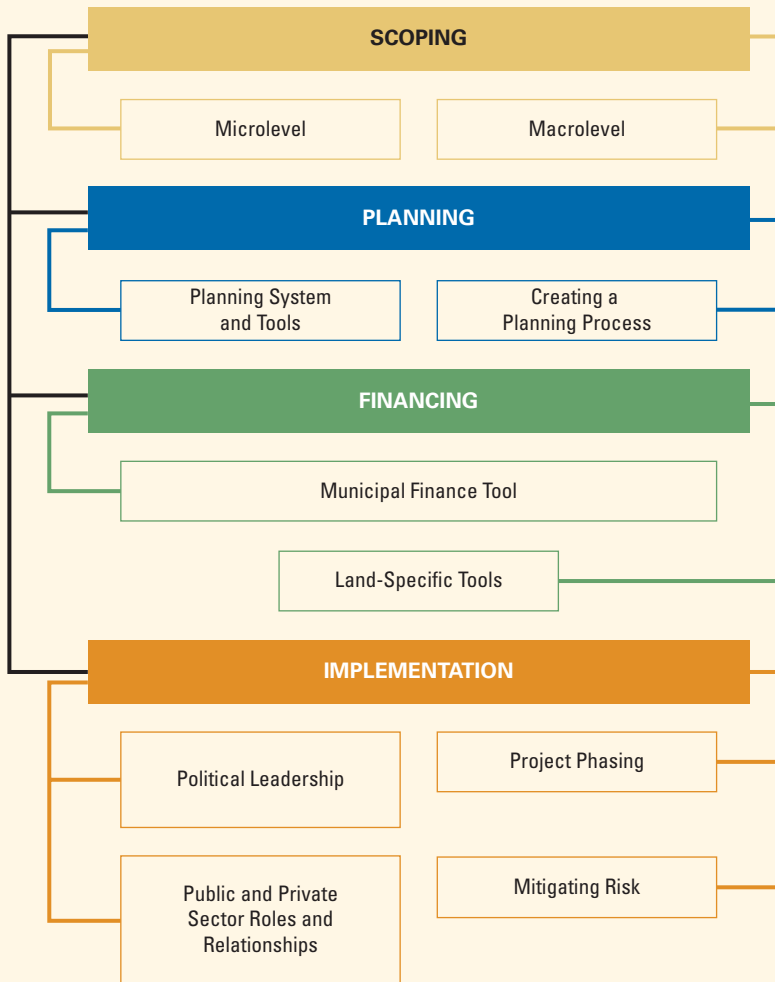 SCOPING
Microlevel
Macrolevel
PLANNING
Planning System
and Tools
Creating a
Planning Process
FINANCING
Municipal Finance Tool
Land-Specific Tools
IMPLEMENTATION
Political Leadership
Project Phasing
Public and Private
Sector Roles and
Relationships
Mitigating Risk